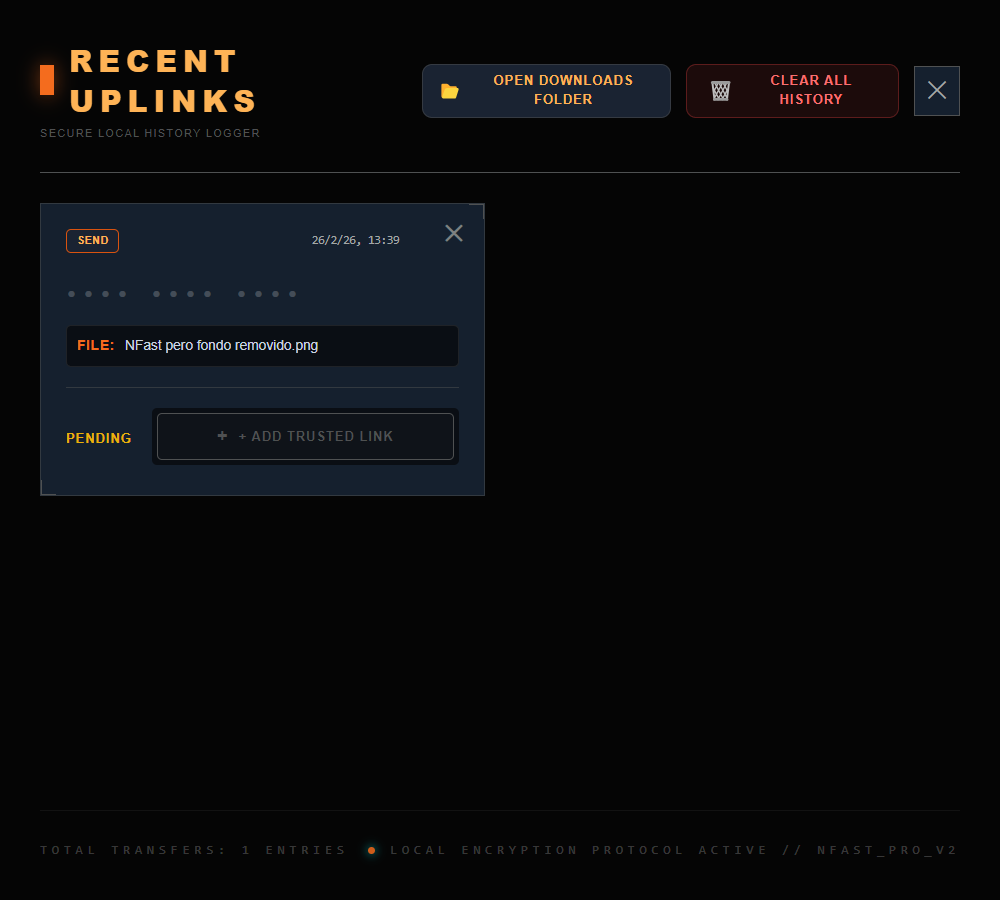 RECENT
UPLINKS
SECURE LOCAL HISTORY LOGGER
OPEN DOWNLOADS
FOLDER
CLEAR ALL
HISTORY
SEND
26/2/26, 13:39
•••• •••• ••••
FILE: NFast pero fondo removido.png
PENDING
+ + ADD TRUSTED LINK
TOTAL TRANSFERS: 1 ENTRIES
LOCAL ENCRYPTION PROTOCOL ACTIVE // NFAST_PRO_V2